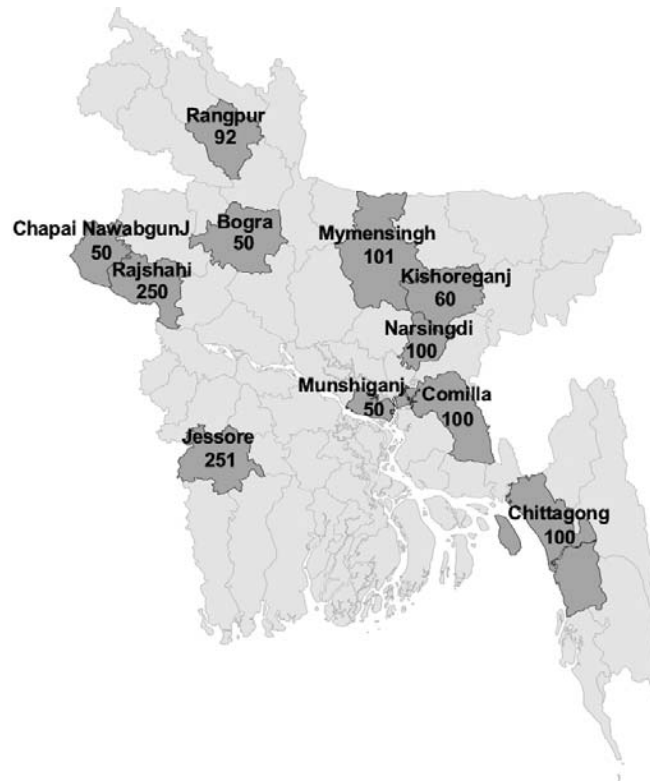 Rangpur
92
Chapai NawabgunJ
50
Rajshahi
250
Bogra
50
Mymensingh
101
Kishoreganj
60
Narsingdi
100
Munshiganj
50
Comilla
100
Jessore
251
Chittagong
100